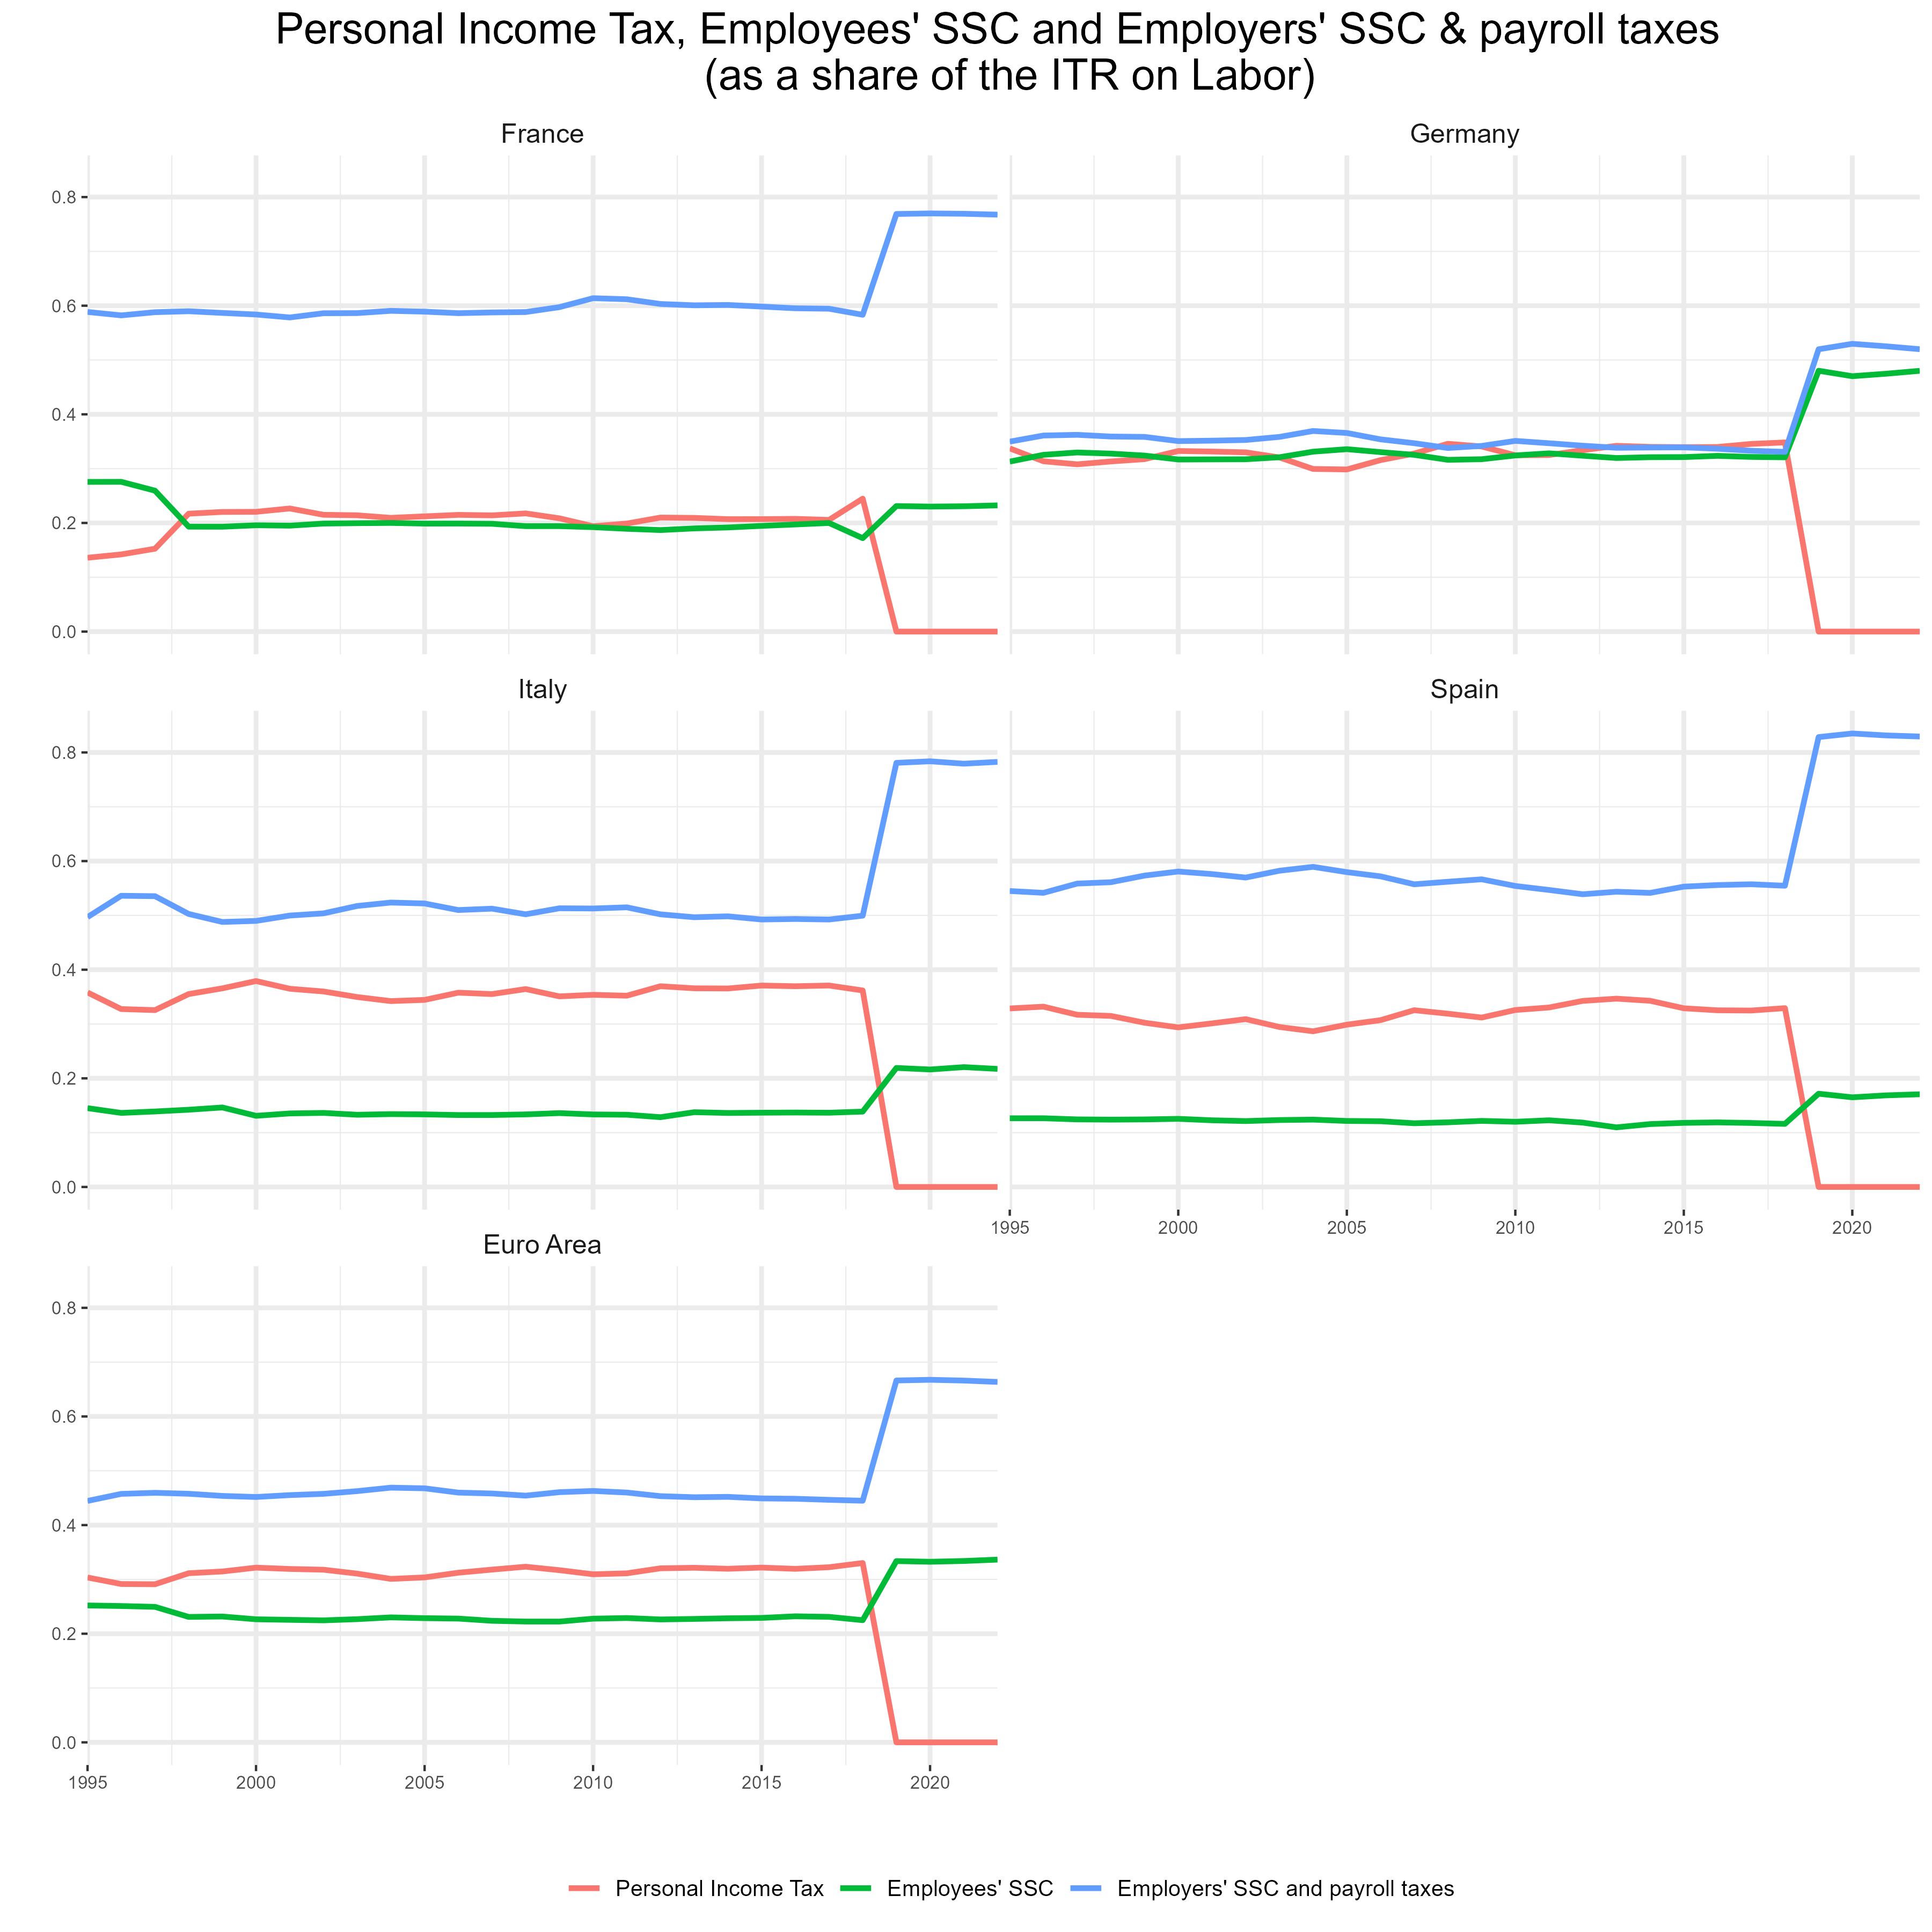 Personal Income Tax, Employees' SSC and Employers' SSC & payroll taxes
(as a share of the ITR on Labor)
France
Germany
0.8
0.6
0.4
0.2
0.0
Italy
Spain
0.8
0.6
0.4
0.2
0.0
1995 2000 2005 2010 2015 2020
Euro Area
0.8
0.6
0.4
0.2
0.0
1995 2000 2005 2010 2015 2020
Personal Income Tax Employees' SSC Employers' SSC and payroll taxes